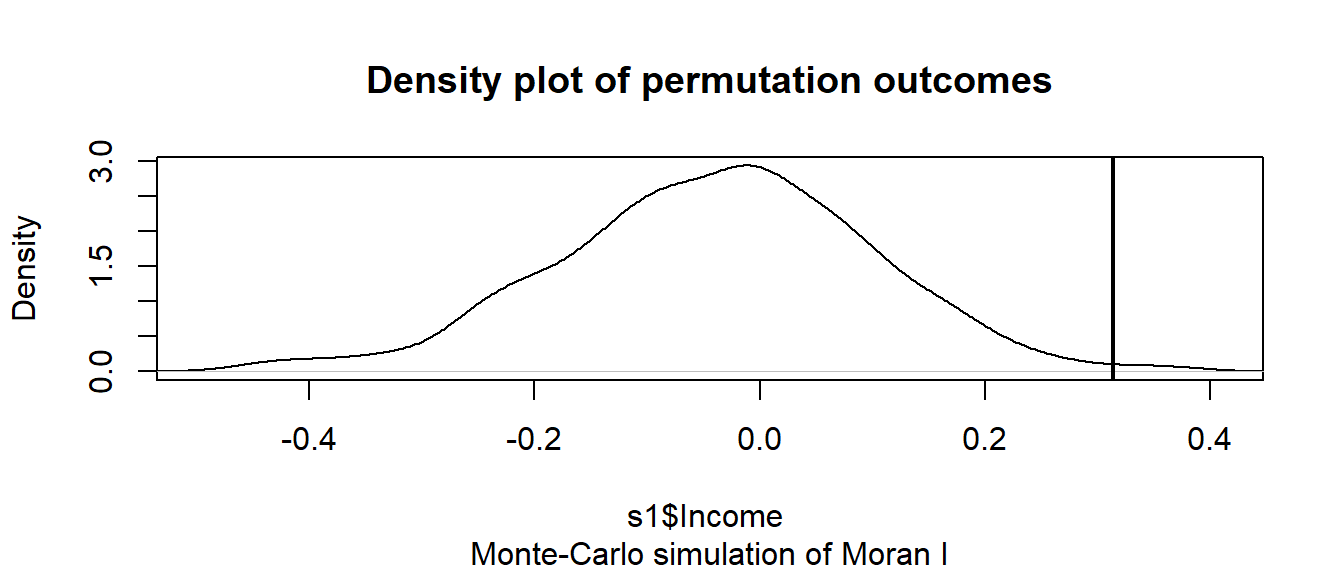 Density plot of permutation outcomes
Density
3.0
1.5
0.0
-0.4 -0.2 0.0 0.2 0.4
s1$Income
Monte-Carlo simulation of Moran I